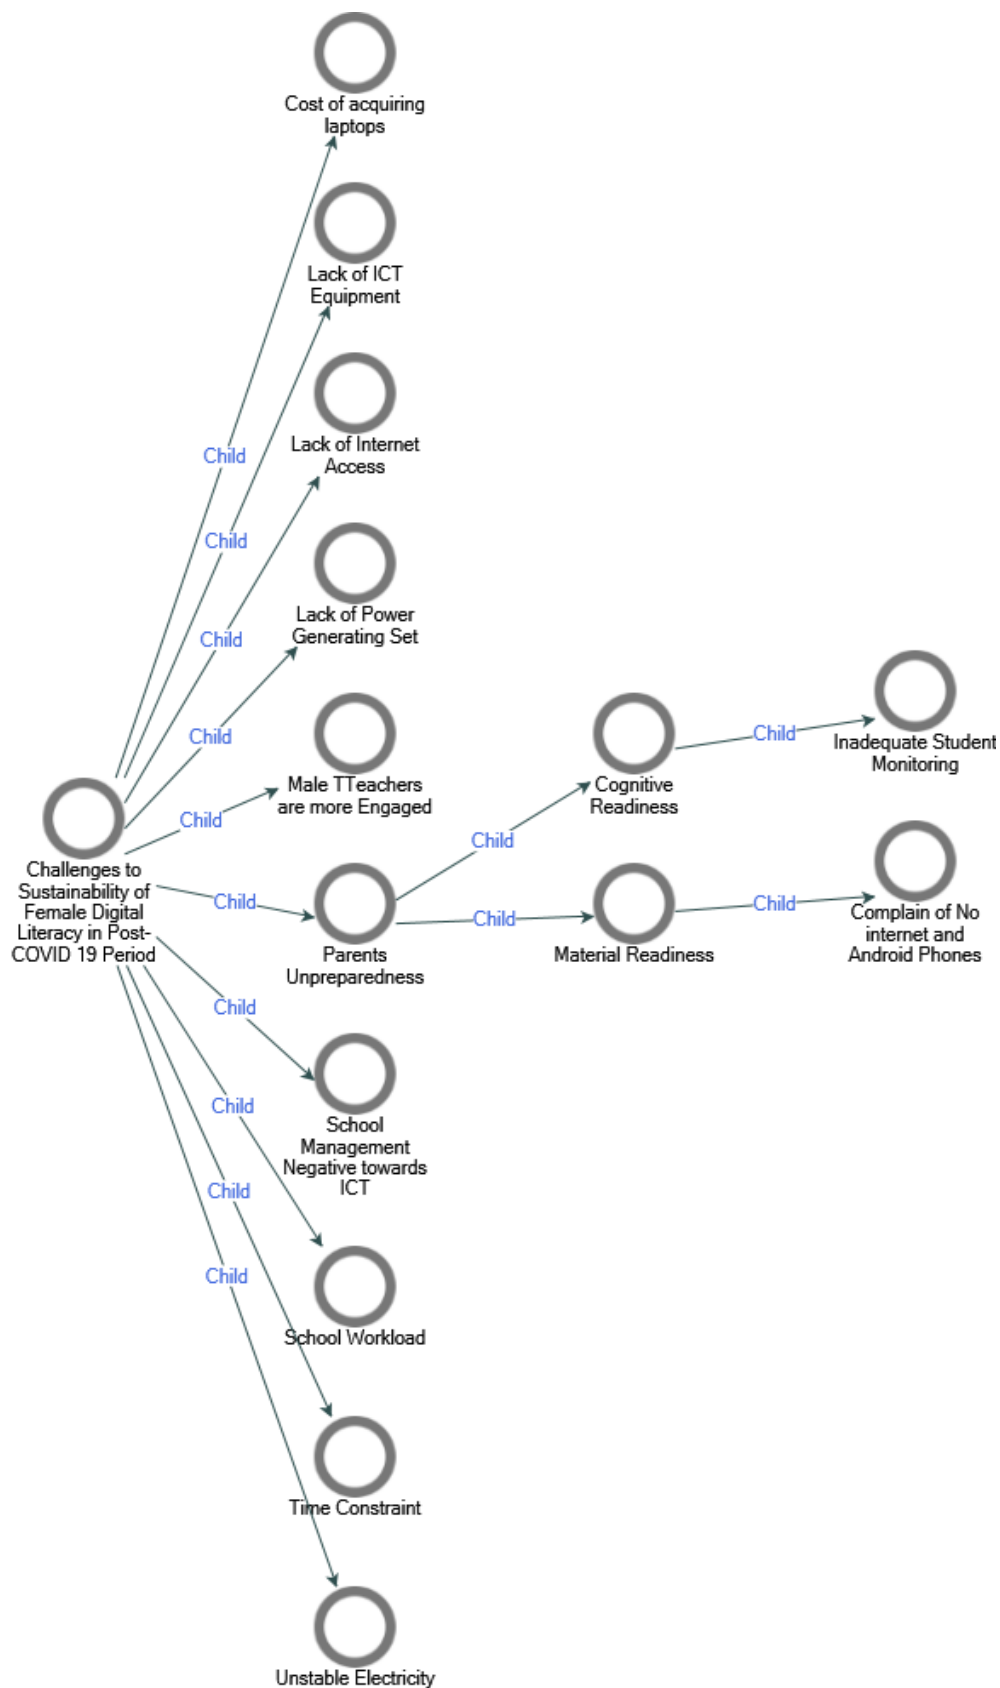 Cost of acquiring
laptops
Child
Lack of ICT
Equipment
Child
Lack of Internet
Access
Child
Lack of Power
Generating Set
Child
Male TTeachers
are more Engaged
Child
Challenges to
Sustainability of
Female Digital
Literacy in Post-
COVID 19 Period
Child
Parents
Unpreparedness
Child
Cognitive
Readiness
Child
Inadequate Student
Monitoring
Child
Material Readiness
Child
Complain of No
internet and
Android Phones
Child
School
Management
Negative towards
ICT
Child
School Workload
Child
Time Constraint
Child
Unstable Electricity